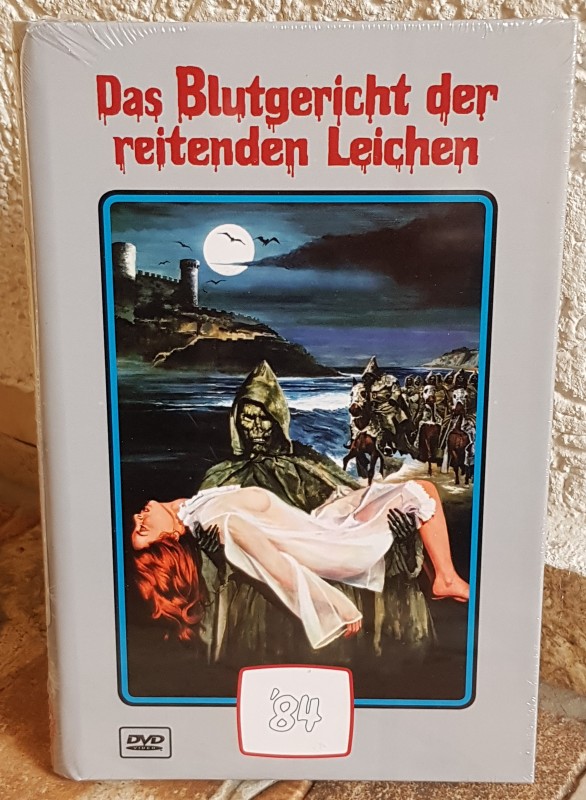 Das Blutgericht der
reitenden Leichen
'84
DVD
VIDEO